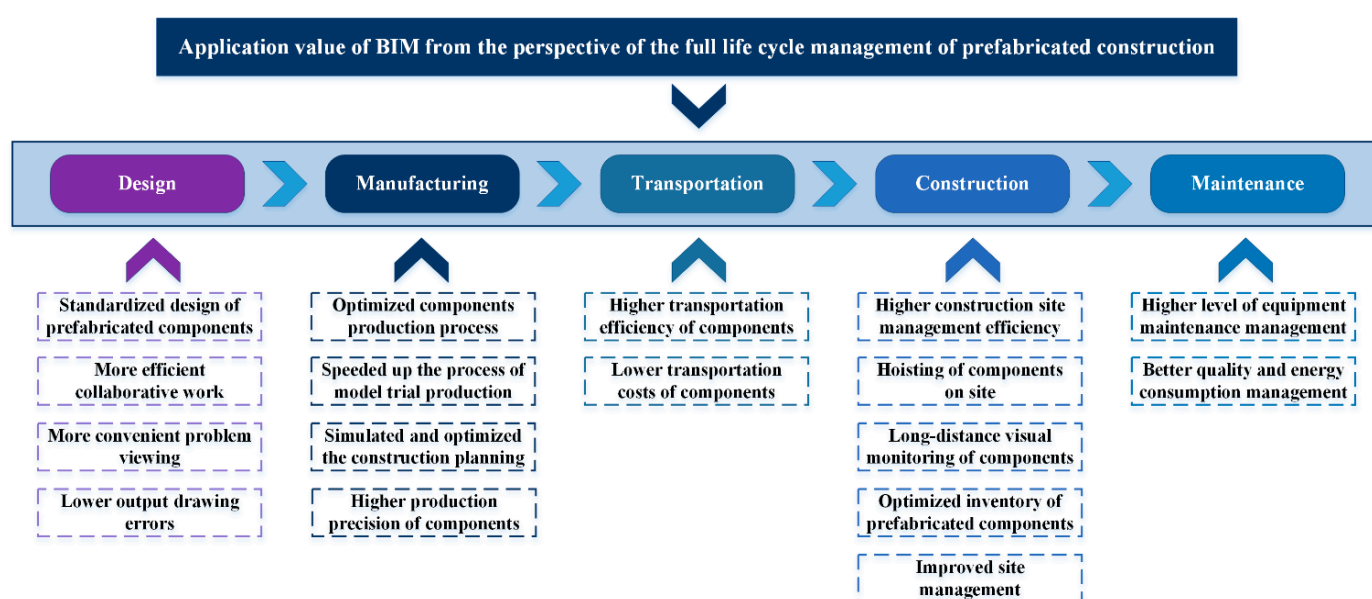 Application value of BIM from the perspective of the full life cycle management of prefabricated construction
Design
Manufacturing
Transportation
Construction
Maintenance
Standardized design of
prefabricated components
More efficient
collaborative work
More convenient problem
viewing
Lower output drawing
errors
Optimized components
production process
Speeded up the process of
model trial production
Simulated and optimized
the construction planning
Higher production
precision of components
Higher transportation
efficiency of components
Lower transportation
costs of components
Higher construction site
management efficiency
Hoisting of components
on site
Long-distance visual
monitoring of components
Optimized inventory of
prefabricated components
Improved site
management
Higher level of equipment
maintenance management
Better quality and energy
consumption management